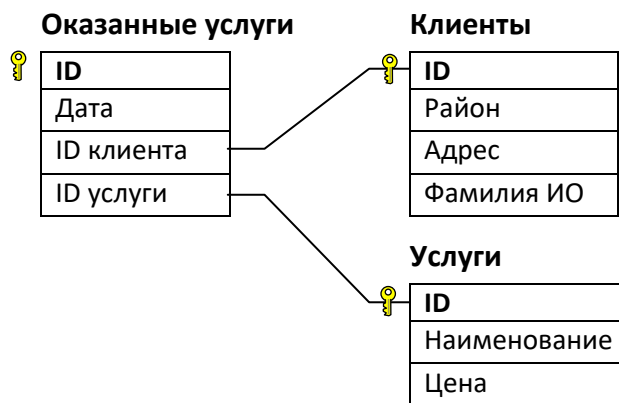 Оказанные услуги
ID
Дата
ID клиента
ID услуги
Клиенты
ID
Район
Адрес
Фамилия ИО
Услуги
ID
Наименование
Цена